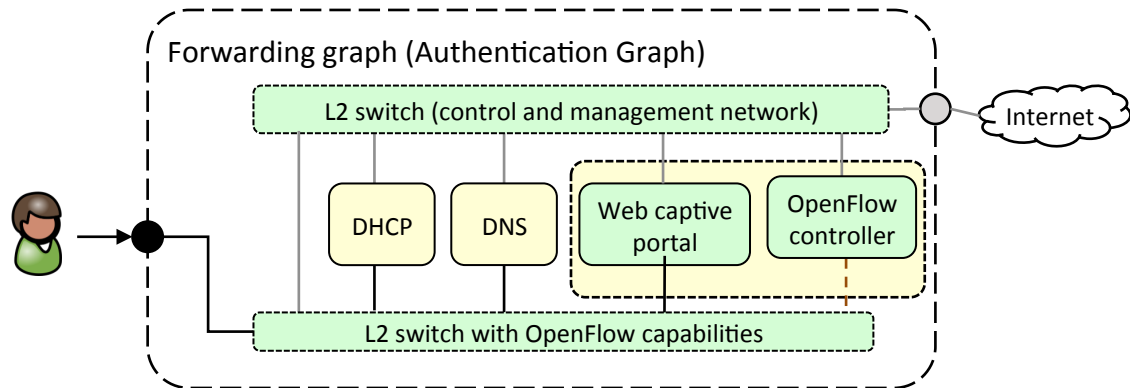 Forwarding graph (Authentication Graph)
L2 switch (control and management network)
Internet
DHCP
DNS
Web captive
portal
OpenFlow
controller
L2 switch with OpenFlow capabilities